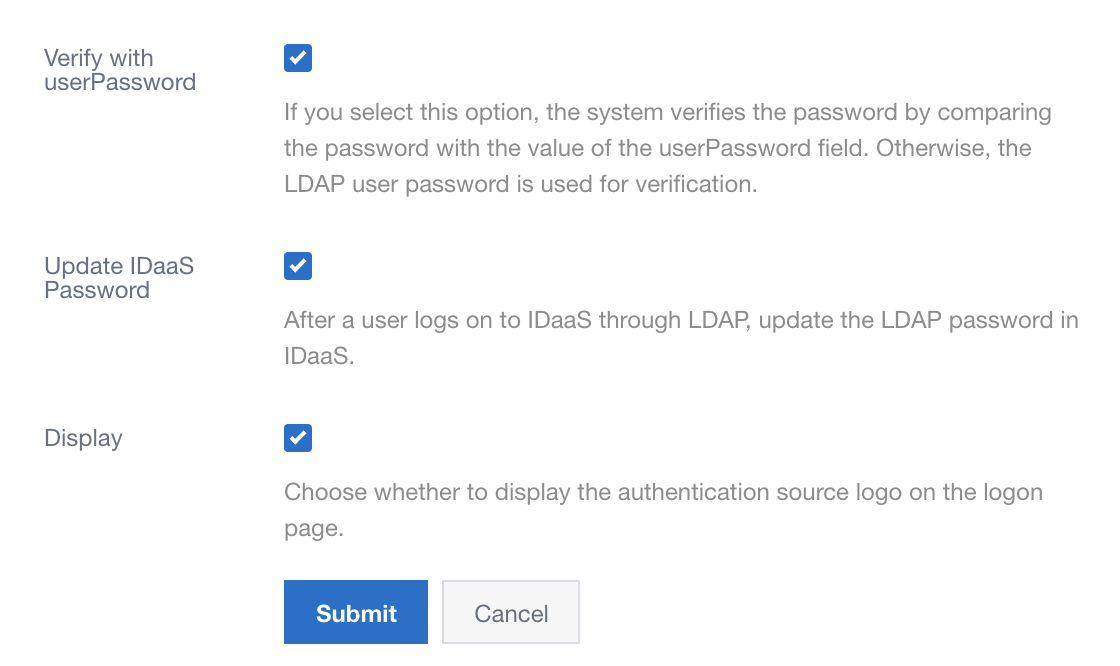 Verify with
userPassword
If you select this option, the system verifies the password by comparing
the password with the value of the userPassword field. Otherwise, the
LDAP user password is used for verification.
Update IDaaS
Password
After a user logs on to IDaaS through LDAP, update the LDAP password in
IDaaS.
Display
Choose whether to display the authentication source logo on the logon
page.
Submit
Cancel